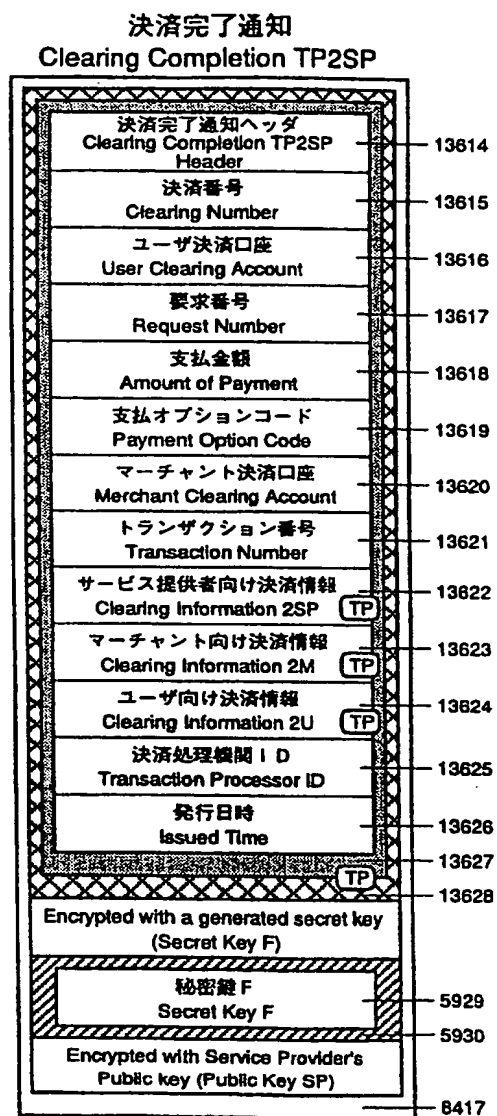 決済完了通知
Clearing Completion TP2SP
決済完了通知ヘッダ
Clearing Completion TP2SP
Header
13614
決済番号
Clearing Number
13615
ユーザ決済口座
User Clearing Account
13616
要求番号
Request Number
13617
支払金額
Amount of Payment
13618
支払オプションコード
Payment Option Code
13619
マーチャント決済口座
Merchant Clearing Account
13620
トランザクション番号
Transaction Number
13621
サービス提供者向け決済情報
Clearing Information 2SP
TP
13622
マーチャント向け決済情報
Clearing Information 2M
TP
13623
ユーザ向け決済情報
Clearing Information 2U
TP
13624
決済処理機関ID
Transaction Processor ID
13625
発行日時
Issued Time
13626
13627
TP
13628
Encrypted with a generated secret key
(Secret Key F)
秘密鍵F
Secret Key F
5929
5930
Encrypted with Service Provider's
Public key (Public Key SP)
8417